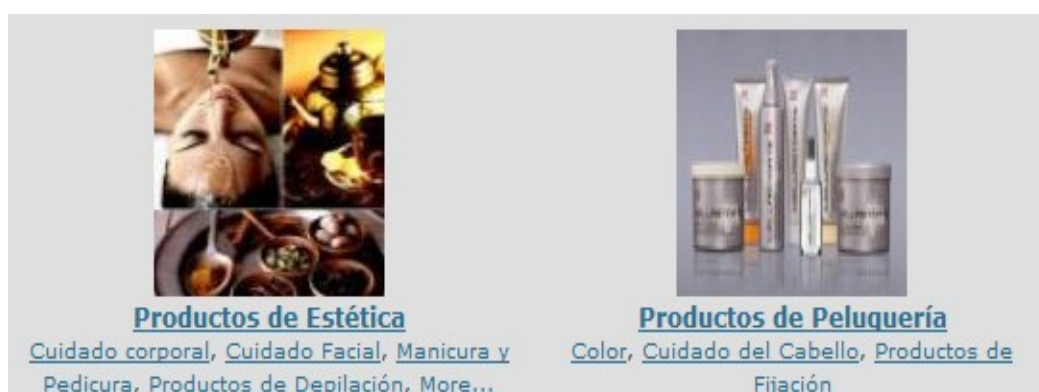 Productos de Estética
Cuidado corporal, Cuidado Facial, Manicura y
Pedicura, Productos de Depilación, More...
Productos de Peluquería
Color, Cuidado del Cabello, Productos de
Fijación